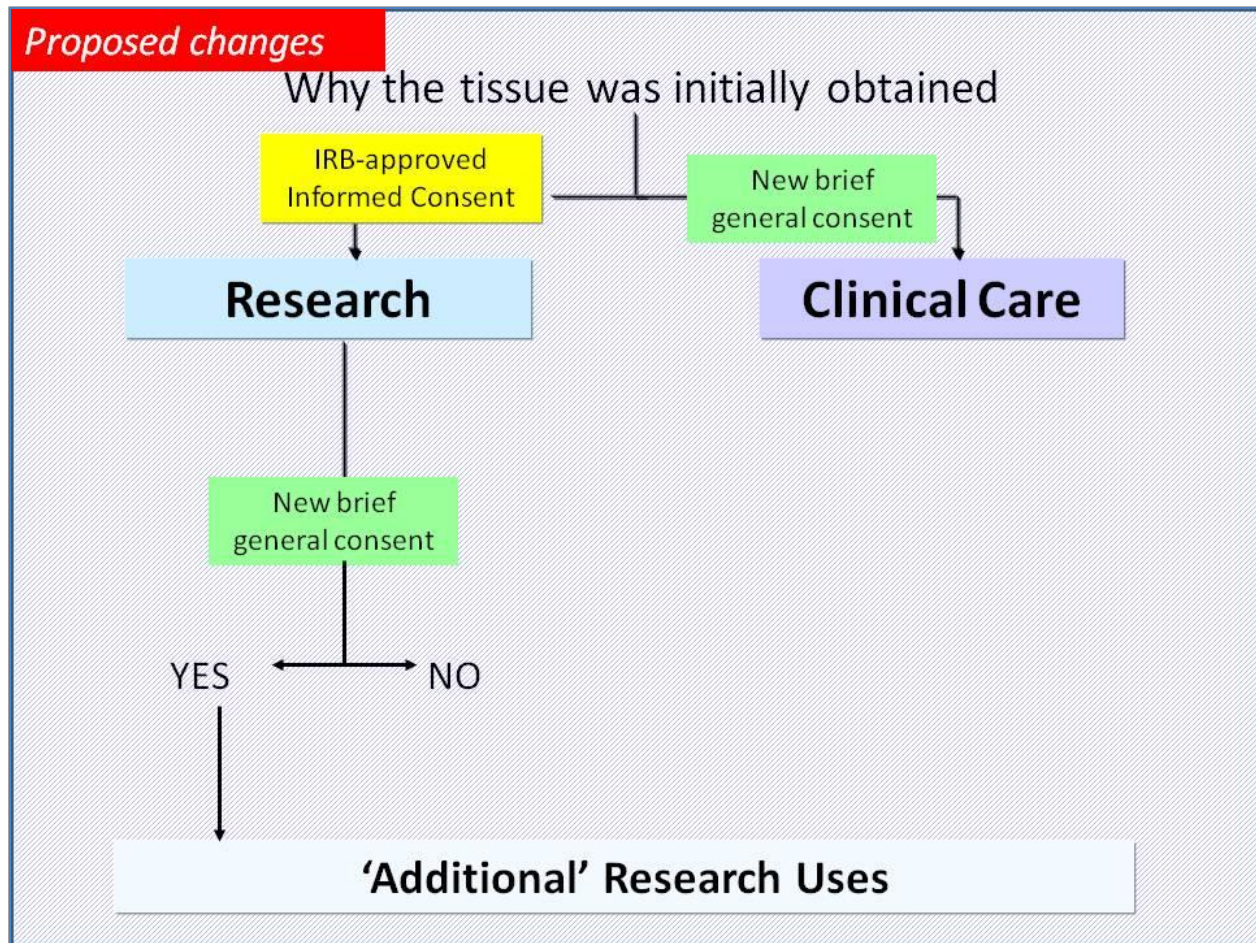 Proposed changes
Why the tissue was initially obtained
IRB-approved
Informed Consent
New brief
general consent
Research
Clinical Care
New brief
general consent
YES
NO
‘Additional’ Research Uses